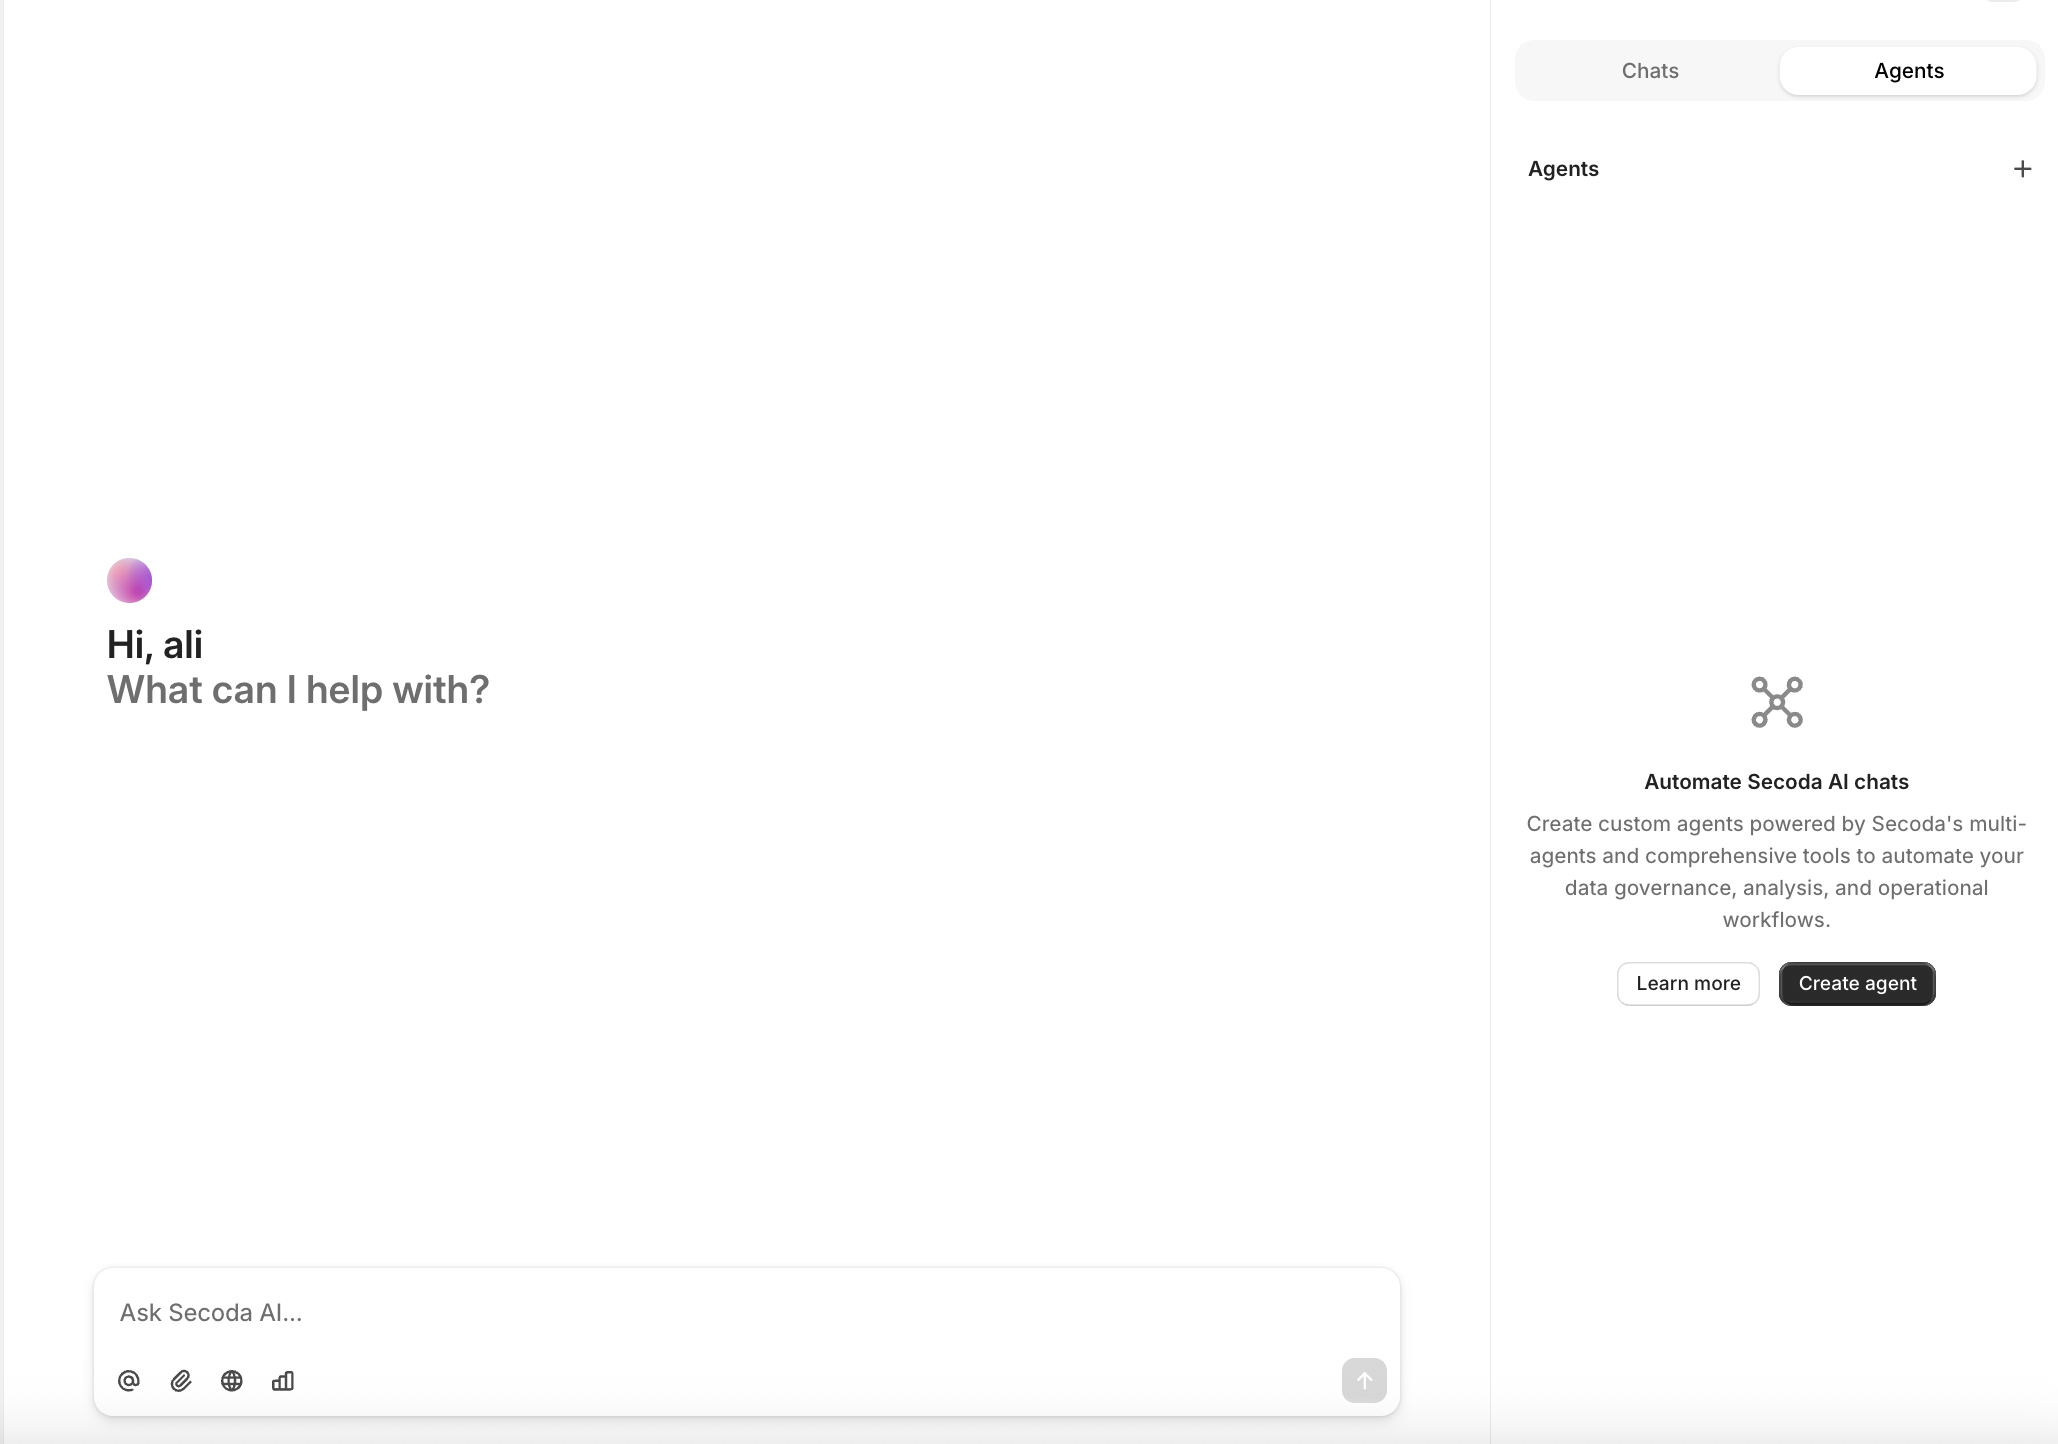 Chats
Agents
Agents
Hi, ali
What can I help with?
Automate Secoda AI chats
Create custom agents powered by Secoda's multi-
agents and comprehensive tools to automate your
data governance, analysis, and operational
workflows.
Learn more
Create agent
Ask Secoda AI...